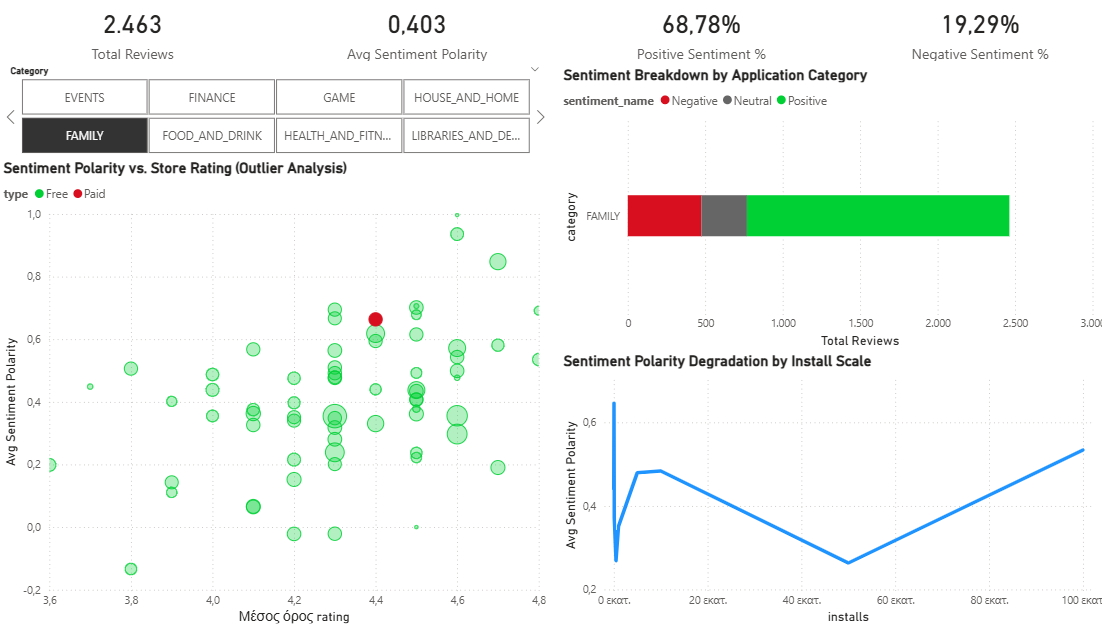 2.463
Total Reviews
0,403
Avg Sentiment Polarity
68,78%
Positive Sentiment %
19,29%
Negative Sentiment %
Category
EVENTS
FINANCE
GAME
HOUSE_AND_HOME
FAMILY
FOOD_AND_DRINK
HEALTH_AND_FITN...
LIBRARIES_AND_DE...
Sentiment Polarity vs. Store Rating (Outlier Analysis)
type Free Paid
Avg Sentiment Polarity
1,0
0,8
0,6
0,4
0,2
0,0
-0,2
3,6 3,8 4,0 4,2 4,4 4,6 4,8
Μέσος όρος rating
Sentiment Breakdown by Application Category
sentiment_name Negative Neutral Positive
category
FAMILY
0 500 1.000 1.500 2.000 2.500 3.000
Total Reviews
Sentiment Polarity Degradation by Install Scale
Avg Sentiment Polarity
0,6
0,4
0,2
0 εκατ. 20 εκατ. 40 εκατ. 60 εκατ. 80 εκατ. 100 εκατ.
installs